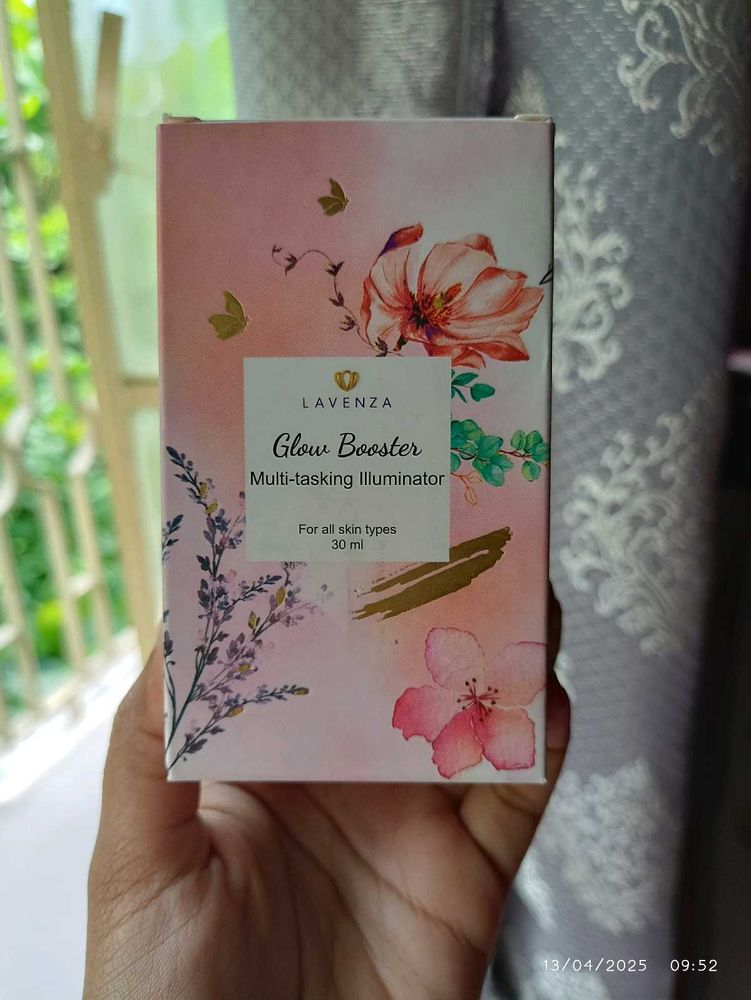 LAVENZA
Glow Booster
Multi-tasking Illuminator
For all skin types
30 ml
13/04/2025 09:52